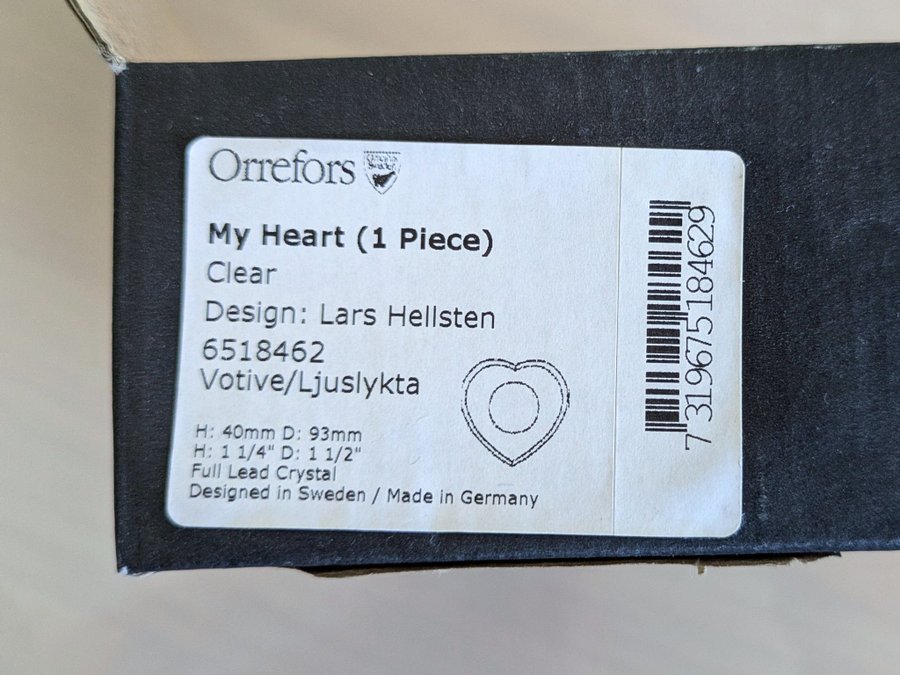 Orrefors
My Heart (1 Piece)
Clear
Design: Lars Hellsten
6518462
Votive/Ljuslykta
H: 40mm D: 93mm
H: 1 1/4" D: 1 1/2"
Full Lead Crystal
Designed in Sweden / Made in Germany
7 319675 184629